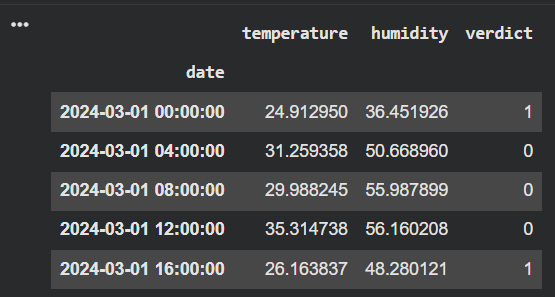 temperature humidity verdict
date
2024-03-01 00:00:00 24.912950 36.451926 1
2024-03-01 04:00:00 31.259358 50.668960 0
2024-03-01 08:00:00 29.988245 55.987899 0
2024-03-01 12:00:00 35.314738 56.160208 0
2024-03-01 16:00:00 26.163837 48.280121 1